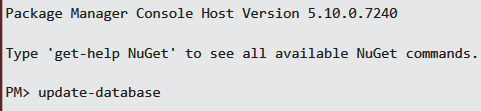 Package Manager Console Host Version 5.10.0.7240
Type 'get-help NuGet' to see all available NuGet commands.
PM> update-database